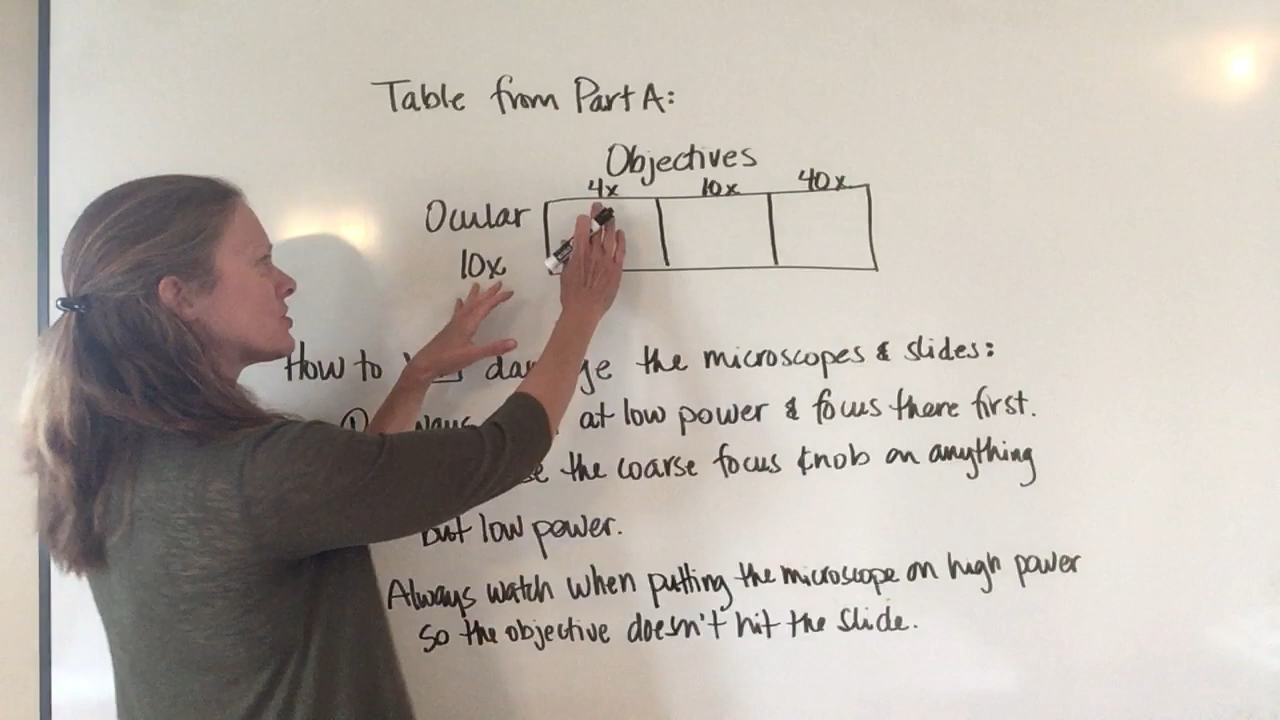 Table from Part A:
Objectives
4x 10x 40x
Ocular
10x
How to the microscopes & slides:
at low power & focus there first.
the coarse focus knob on anything
but low power.
Always watch when putting the microscope on high power
so the objective doesn't hit the slide.